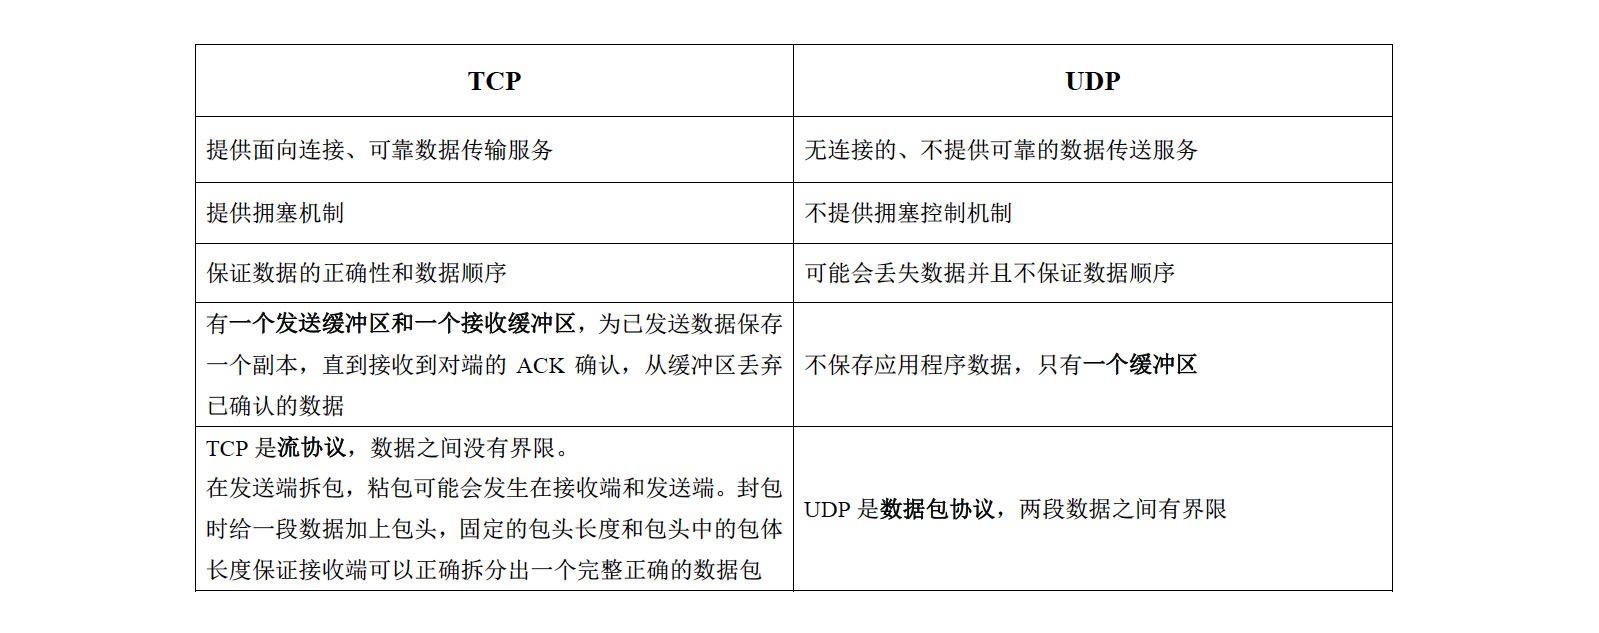 TCP
UDP
提供面向连接、可靠数据传输服务
无连接的、不提供可靠的数据传送服务
提供拥塞机制
不提供拥塞控制机制
保证数据的正确性和数据顺序
可能会丢失数据并且不保证数据顺序
有一个发送缓冲区和一个接收缓冲区，为已发送数据保存
一个副本，直到接收到对端的 ACK 确认，从缓冲区丢弃
已确认的数据
不保存应用程序数据，只有一个缓冲区
TCP 是流协议，数据之间没有界限。
在发送端拆包，粘包可能会发生在接收端和发送端。封包
时给一段数据加上包头，固定的包头长度和包头中的包体
长度保证接收端可以正确拆分出一个完整正确的数据包
UDP 是数据包协议，两段数据之间有界限